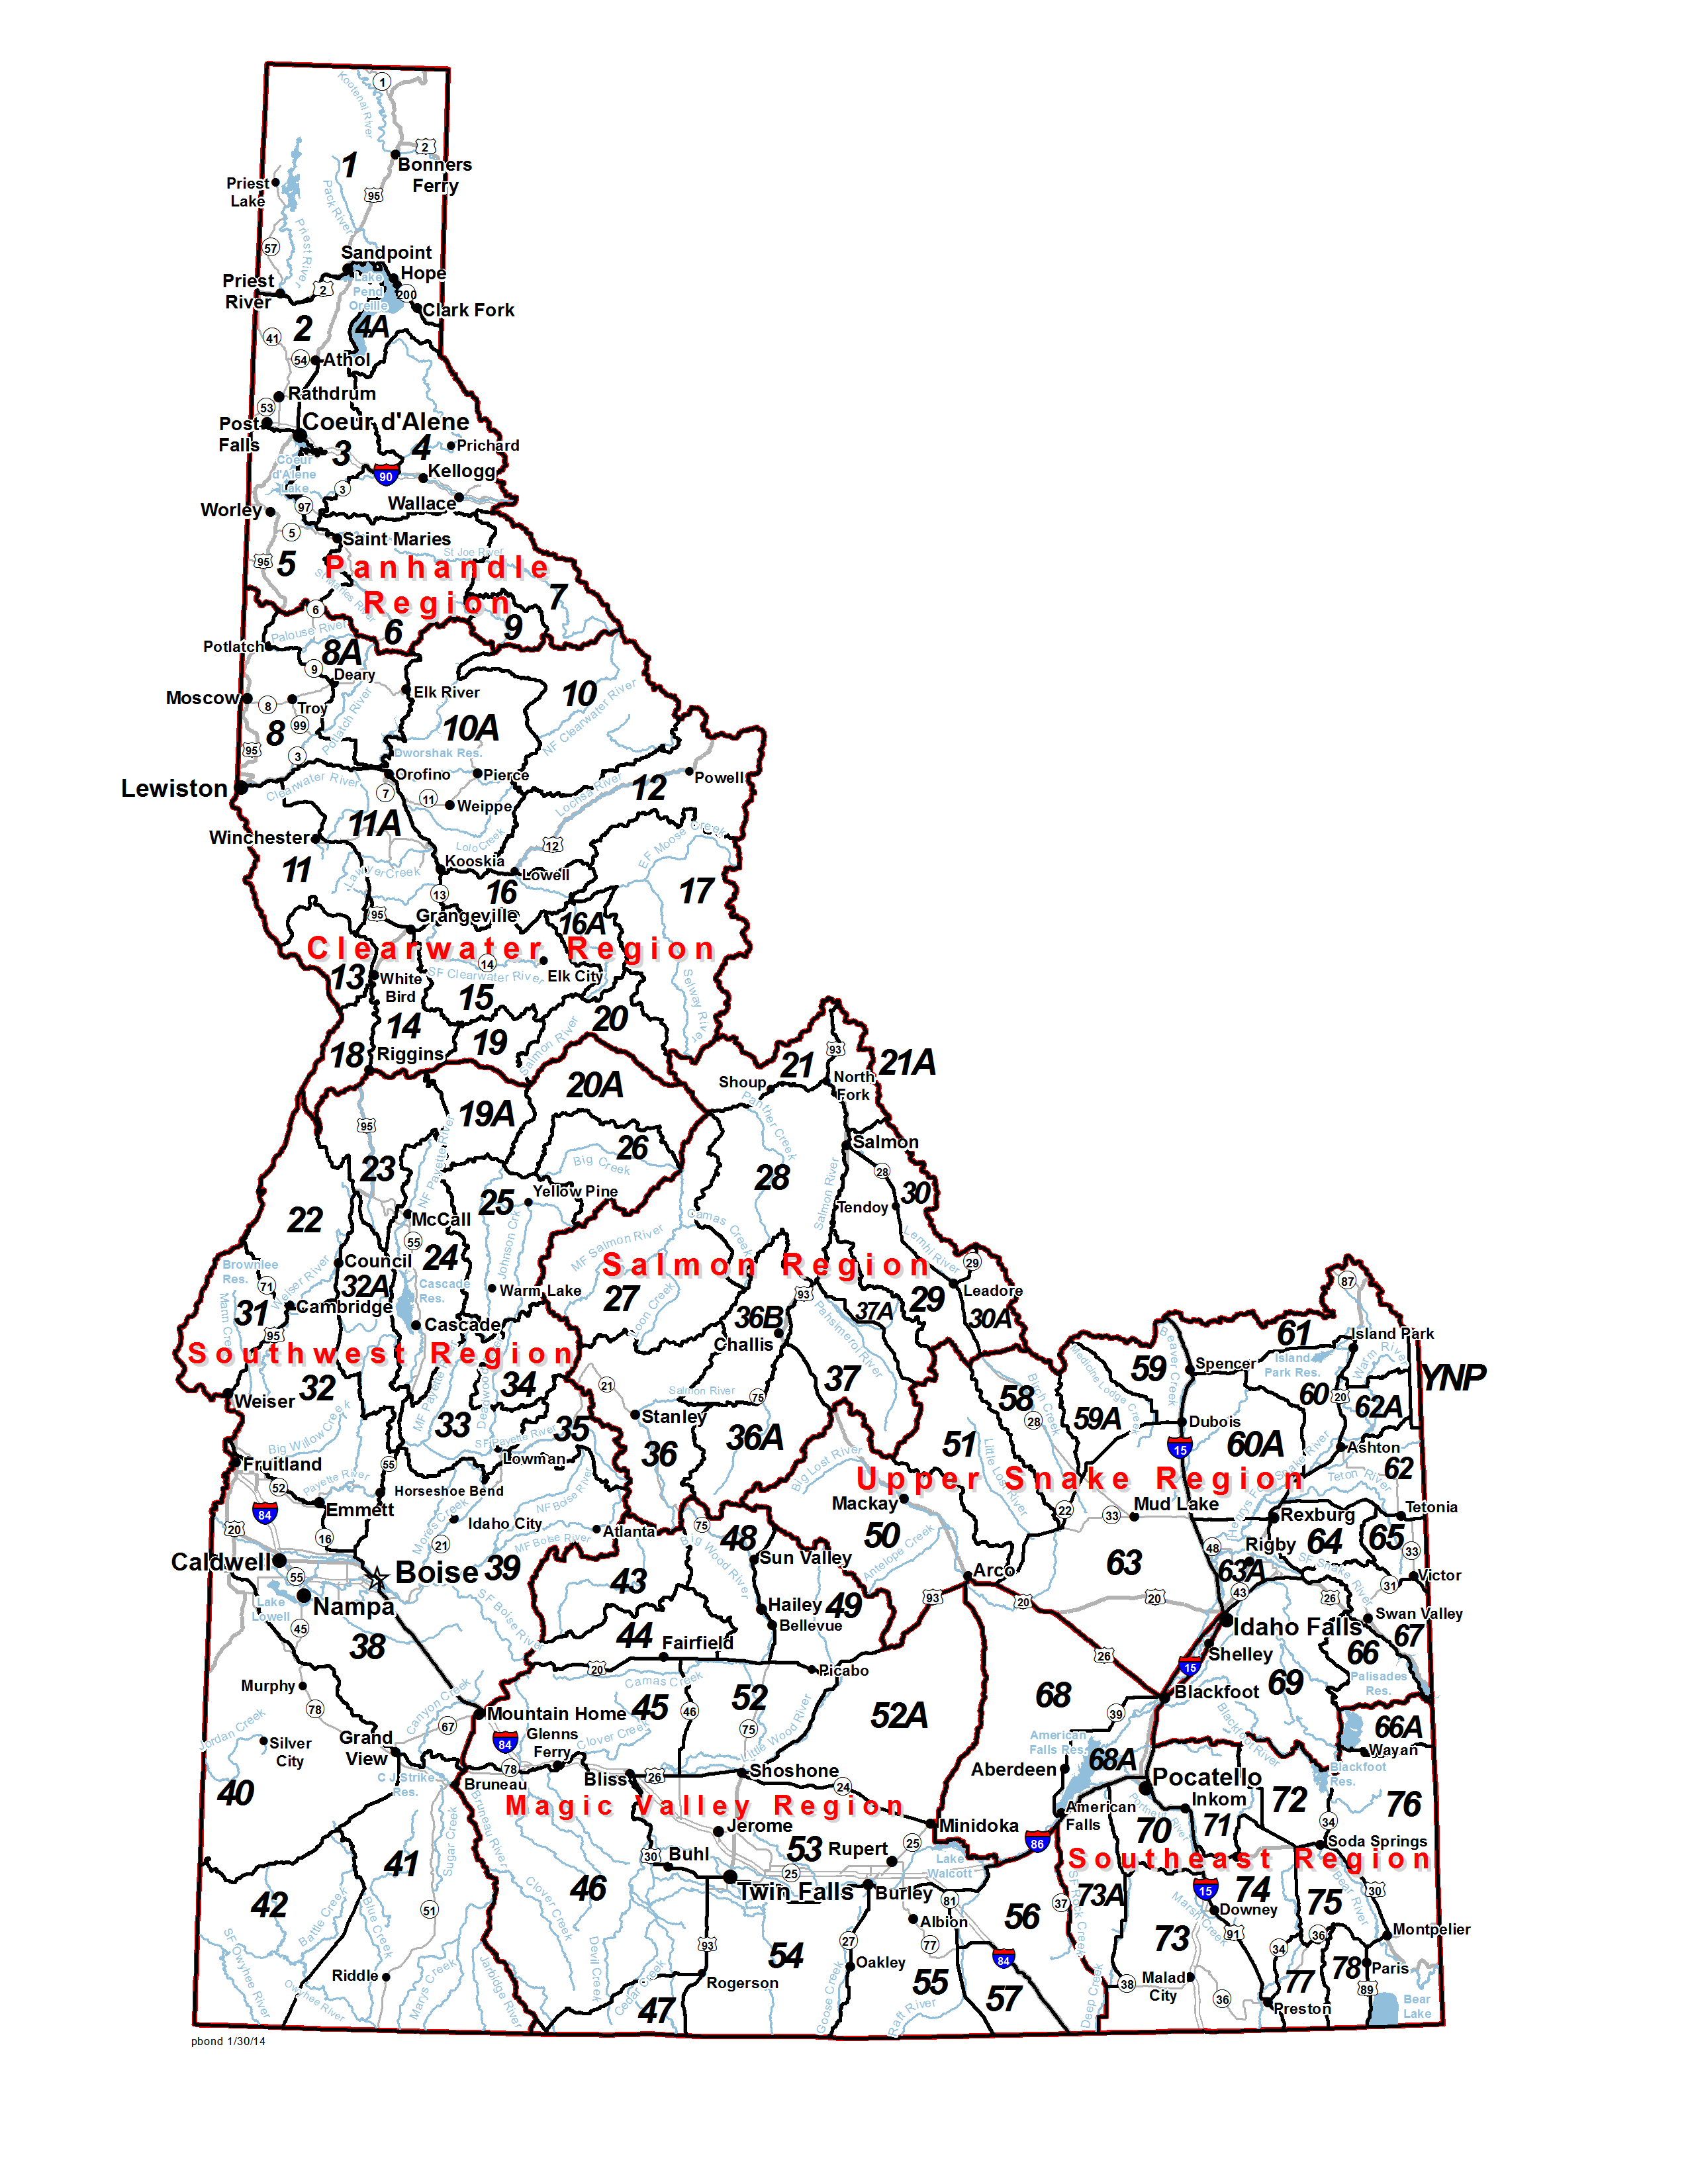 1
Kootenai River
1
2
Bonners
Ferry
Priest
Lake
95
Pack River
Priest River
57
Sandpoint
Hope
Lake
Pend
Oreille
200
Priest
River
2
Clark Fork
2
4A
41
54
Athol
Rathdrum
53
Post
Falls
Coeur d'Alene
3
4
Prichard
Coeur
d'Alene
Lake
90
Kellogg
3
Wallace
97
Worley
5
Saint Maries
St Joe River
95
5
Panhandle
Region
St Maries River
7
6
6
9
Palouse River
Potlatch
8A
9
Deary
Moscow
8
Troy
Elk River
10
99
8
Potlatch River
10A
NF Clearwater River
95
3
Dworshak Res.
Orofino
Pierce
Powell
Lewiston
Clearwater River
7
11
Weippe
12
Lochsa River
11A
Winchester
Lolo Creek
12
EF Moose Creek
11
Lawyer Creek
Kooskia
Lowell
13
16
17
95
Grangeville
16A
Clearwater Region
14
SF Clearwater River
Elk City
13
White
Bird
15
Selway River
14
19
20
Salmon River
18
Riggins
21
93
21A
Shoup
North
Fork
20A
19A
Panther Creek
95
26
Salmon
23
Big Creek
28
28
NF Payette River
25
Yellow Pine
30
Tendoy
Salmon River
22
McCall
Johnson Crk
MF Salmon River
Camas Creek
Lemhi River
55
24
Council
Salmon Region
29
Brownlee
Res.
71
Weiser River
32A
Cascade
Res.
Warm Lake
27
Loon Creek
93
Pahsimeroi River
37A
29
Leadore
30A
31
Cambridge
Mann Creek
95
Cascade
36B
Challis
87
61
Island Park
Southwest Region
Island
Park Res.
Warm River
YNP
32
34
21
Salmon River
75
37
Medicine Lodge Creek
59
Beaver Creek
Spencer
Weiser
MF Payette
Deadwood
Stanley
58
Birch Creek
28
59A
60
20
62A
33
35
36
36A
Dubois
Big Willow Creek
SF Payette River
Lowman
51
15
60A
Ashton
Fruitland
55
Big Lost River
Upper Snake Region
62
Teton River
52
Payette River
Horseshoe Bend
NF Boise River
Little Lost River
Henrys F
Snake River
84
Emmett
Mackay
22
33
Mud Lake
Tetonia
Rexburg
20
16
Idaho City
Mores Creek
Atlanta
75
48
50
Antelope Creek
64
65
21
MF Boise River
Big Wood River
Sun Valley
48
Rigby
33
Caldwell
Boise
39
Arco
63
63A
SF Snake River
Victor
55
43
43
31
Lake
Lowell
Nampa
SF Boise River
Hailey
49
93
20
20
26
Swan Valley
45
Bellevue
Idaho Falls
38
44
Fairfield
67
26
Shelley
66
20
Picabo
15
69
Palisades
Res.
Murphy
Camas Creek
68
Blackfoot
78
Canyon Creek
Mountain Home
45
46
52
52A
39
66A
Jordan Creek
67
Blackfoot River
Silver
City
Grand
View
84
Glenns
Ferry
Clover Creek
75
Little Wood River
American
Falls Res.
Wayan
68A
Blackfoot
Res.
C J Strike
Res.
78
Bliss
26
Shoshone
Aberdeen
Pocatello
40
Bruneau
24
Inkom
72
76
Magic Valley Region
American
Falls
Portneuf River
34
Bruneau River
Jerome
Minidoka
70
71
Sugar Creek
53
Rupert
25
86
Soda Springs
30
Buhl
Lake
Walcott
Southeast Region
41
25
46
Twin Falls
Burley
SF Rock Creek
73A
15
74
Bear River
30
42
Battle Creek
Blue Creek
51
Clover Creek
81
56
37
Marsh Creek
Downey
75
Albion
91
Montpelier
SF Owyhee River
Devil Creek
93
54
27
77
84
73
34
36
Riddle
Marys Creek
Jarbidge River
Cedar Creek
Rogerson
Oakley
Deep Creek
38
Malad
City
78
Paris
Owyhee River
55
57
77
89
36
47
Goose Creek
Raft River
Preston
Bear
Lake
pbond 1/30/14